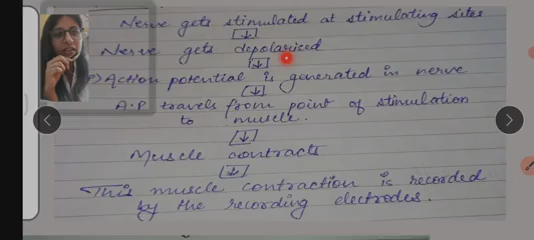 Nerve gets stimulated at stimulating sites
[↓]
Nerve gets depolarized
[↓]
Action potential is generated in nerve
[↓]
A.P travels from point of stimulation
to muscle.
[↓]
Muscle contracts
[↓]
This muscle contraction is recorded
by the recording electrodes.